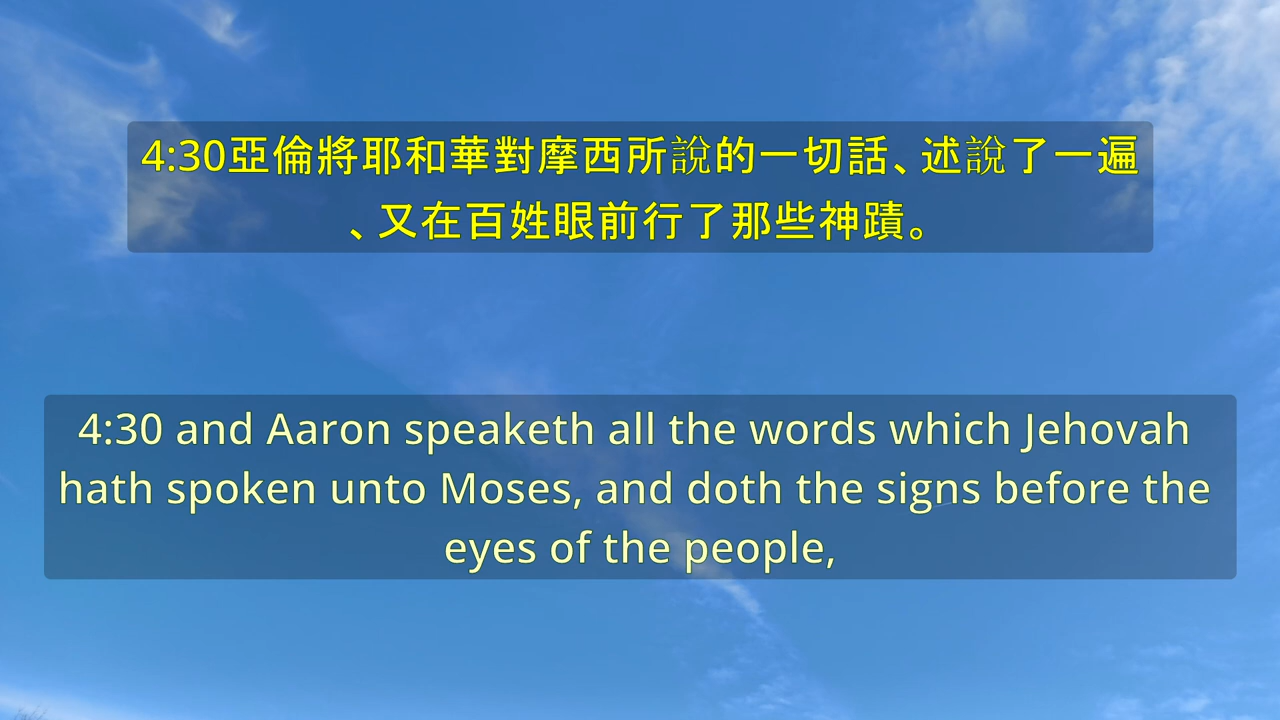 4:30亞倫將耶和華對摩西所說的一切話、述說了一遍
、又在百姓眼前行了那些神蹟。
4:30 and Aaron speaketh all the words which Jehovah
hath spoken unto Moses, and doth the signs before the
eyes of the people,